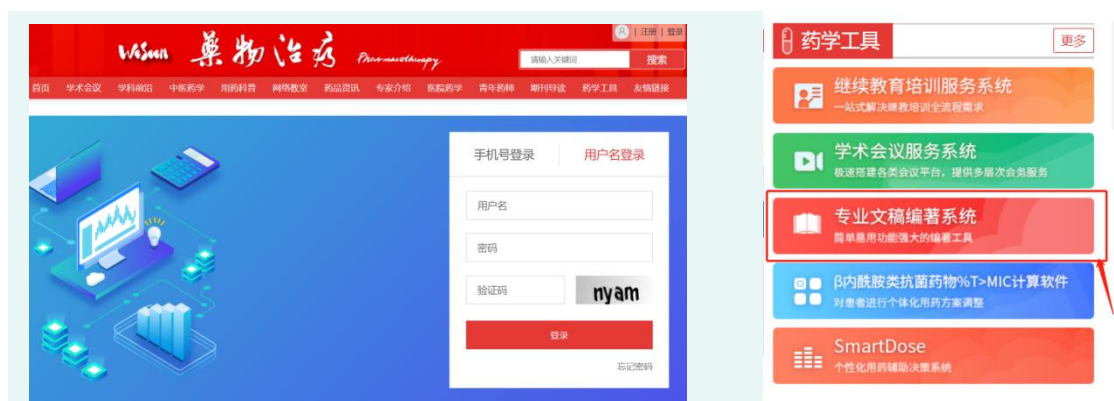 注册 | 登录
WeSun 藥物治疗 Pharmacotherapy
请输入关键词 搜索
首页 学术会议 学科前沿 中医药学 用药科普 网络教室 药品资讯 专家介绍 医院药学 青年药师 期刊导读 药学工具 友情链接
手机号登录 用户名登录
用户名
密码
验证码 nyam
登录
忘记密码
药学工具 更多
继续教育培训服务系统
一站式解决继教培训全流程需求
学术会议服务系统
极速搭建各类会议平台，提供多层次会务服务
专业文稿编著系统
简单易用功能强大的编著工具
β内酰胺类抗菌药物%T>MIC计算软件
对患者进行个体化用药方案调整
SmartDose
个性化用药辅助决策系统